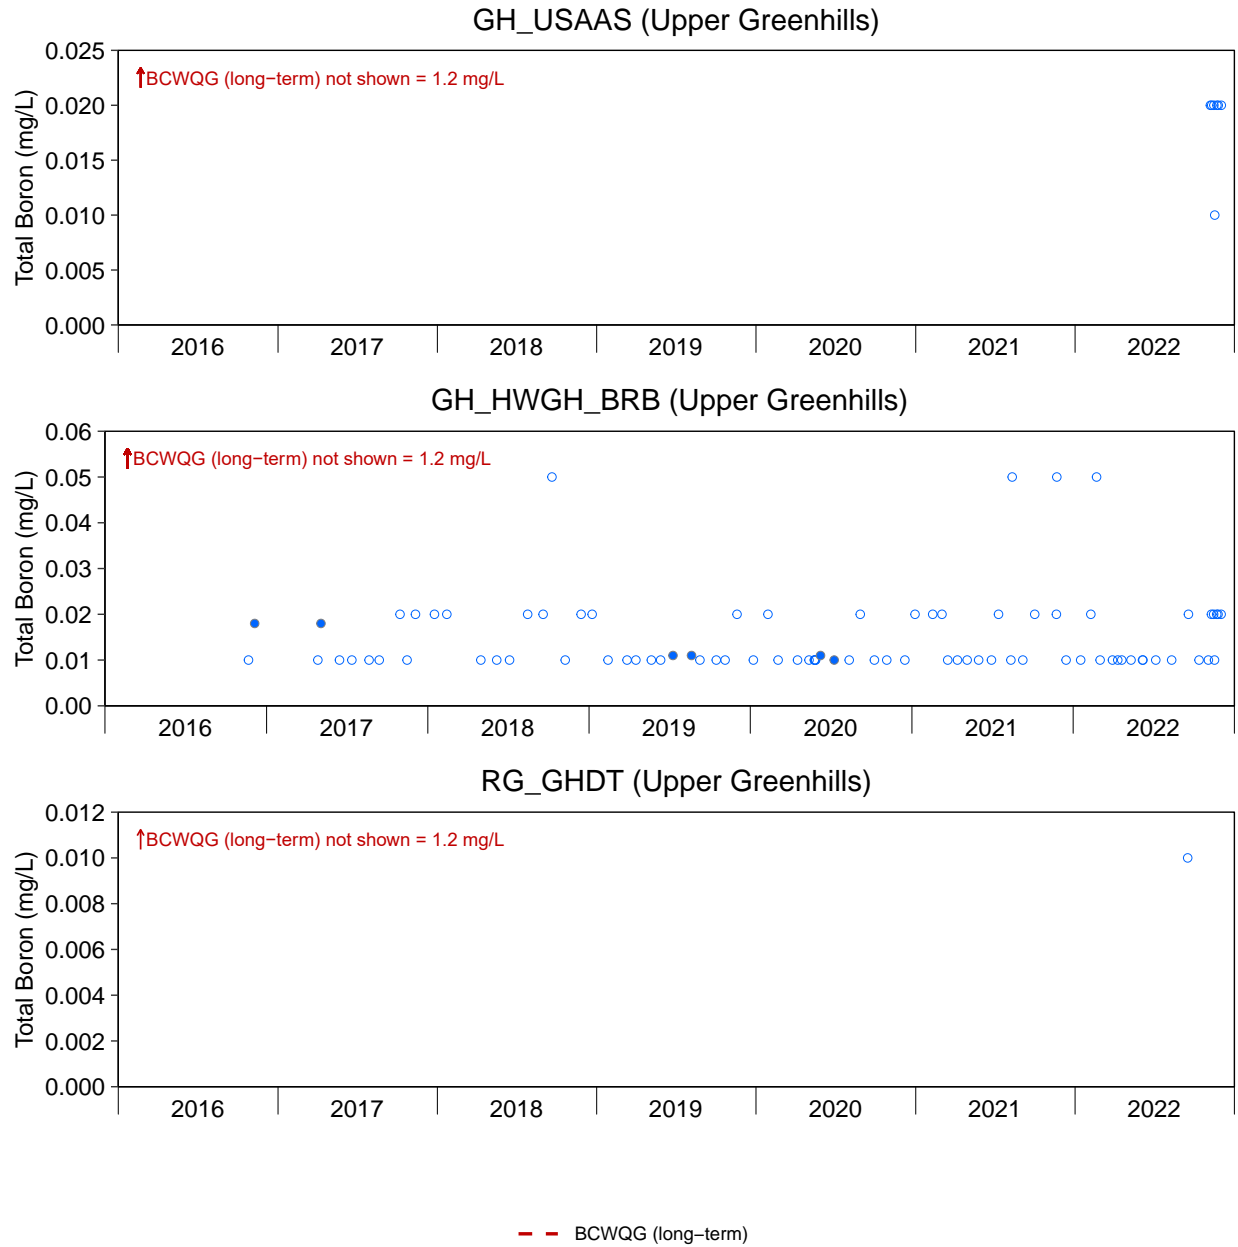 GH_USAAS (Upper Greenhills)
Total Boron (mg/L)
0.025
0.020
0.015
0.010
0.005
0.000
BCWQG (long−term) not shown = 1.2 mg/L
2016 2017 2018 2019 2020 2021 2022
GH_HWGH_BRB (Upper Greenhills)
Total Boron (mg/L)
0.06
0.05
0.04
0.03
0.02
0.01
0.00
BCWQG (long−term) not shown = 1.2 mg/L
2016 2017 2018 2019 2020 2021 2022
RG_GHDT (Upper Greenhills)
Total Boron (mg/L)
0.012
0.010
0.008
0.006
0.004
0.002
0.000
BCWQG (long−term) not shown = 1.2 mg/L
2016 2017 2018 2019 2020 2021 2022
BCWQG (long−term)